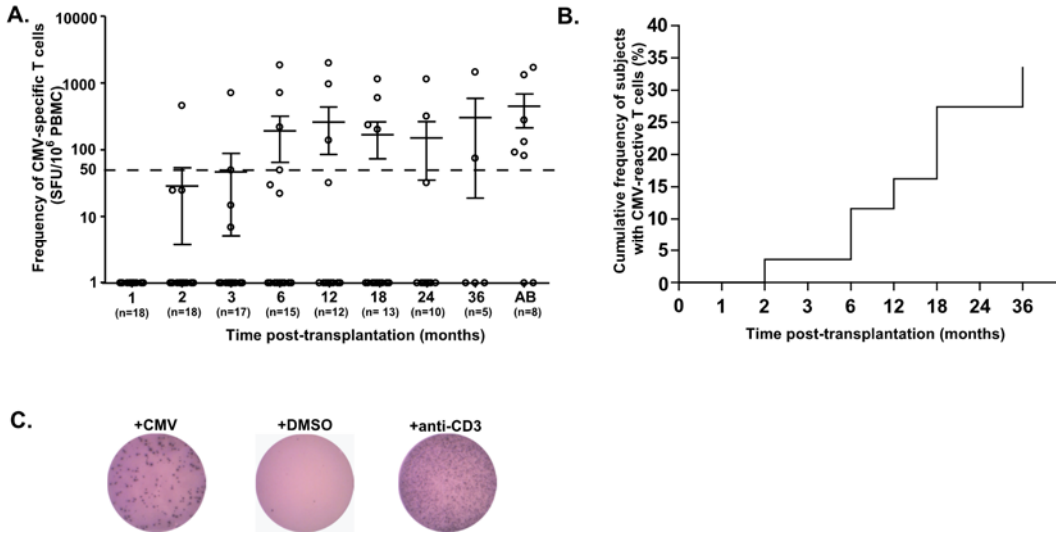 A.
Frequency of CMV-specific T cells
(SFU/10⁶ PBMC)
10000
1000
100
50
10
1
1 2 3 6 12 18 24 36 AB
(n=18) (n=18) (n=17) (n=15) (n=12) (n= 13) (n=10) (n=5) (n=8)
Time post-transplantation (months)
B.
Cumulative frequency of subjects
with CMV-reactive T cells (%)
40
35
30
25
20
15
10
5
0
0 1 2 3 6 12 18 24 36
Time post-transplantation (months)
C.
+CMV +DMSO +anti-CD3